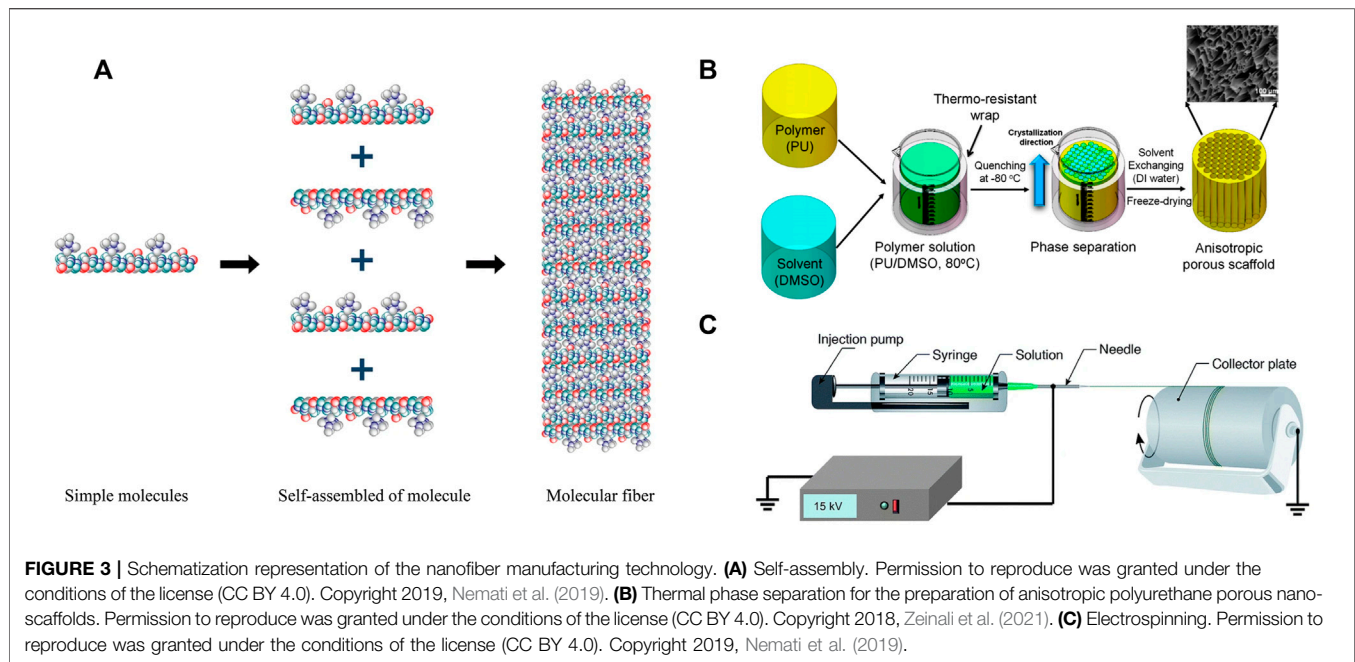 A
Simple molecules
Self-assembled of molecule
Molecular fiber
B
Polymer
(PU)
Solvent
(DMSO)
Thermo-resistant
wrap
Polymer solution
(PU/DMSO, 80ºC)
Quenching
at -80 ºC
Crystallization
direction
Phase separation
Solvent
Exchanging
(DI water)
Freeze-drying
100 μm
Anisotropic
porous scaffold
C
Injection pump
Syringe
Solution
Needle
Collector plate
20 15 5
15 kV
FIGURE 3 | Schematization representation of the nanofiber manufacturing technology. (A) Self-assembly. Permission to reproduce was granted under the
conditions of the license (CC BY 4.0). Copyright 2019, Nemati et al. (2019). (B) Thermal phase separation for the preparation of anisotropic polyurethane porous nano-
scaffolds. Permission to reproduce was granted under the conditions of the license (CC BY 4.0). Copyright 2018, Zeinali et al. (2021). (C) Electrospinning. Permission to
reproduce was granted under the conditions of the license (CC BY 4.0). Copyright 2019, Nemati et al. (2019).